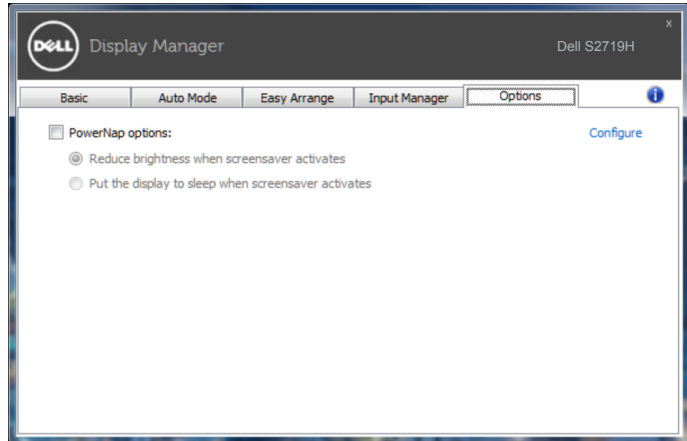 x
DELL Display Manager Dell S2719H
Basic Auto Mode Easy Arrange Input Manager Options i
PowerNap options: Configure
Reduce brightness when screensaver activates
Put the display to sleep when screensaver activates